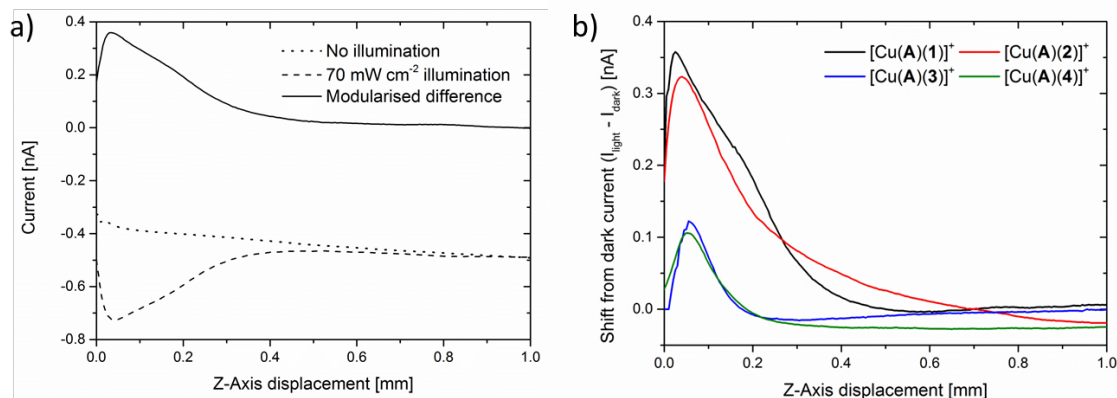 a)
0.4
0.2
0.0
-0.2
-0.4
-0.6
-0.8
Current [nA]
No illumination
70 mW cm⁻² illumination
Modularised difference
0.0 0.2 0.4 0.6 0.8 1.0
Z-Axis displacement [mm]
b)
0.4
0.3
0.2
0.1
0.0
Shift from dark current (I_light - I_dark) [nA]
[Cu(A)(1)]⁺ [Cu(A)(2)]⁺
[Cu(A)(3)]⁺ [Cu(A)(4)]⁺
0.0 0.2 0.4 0.6 0.8 1.0
Z-Axis displacement [mm]